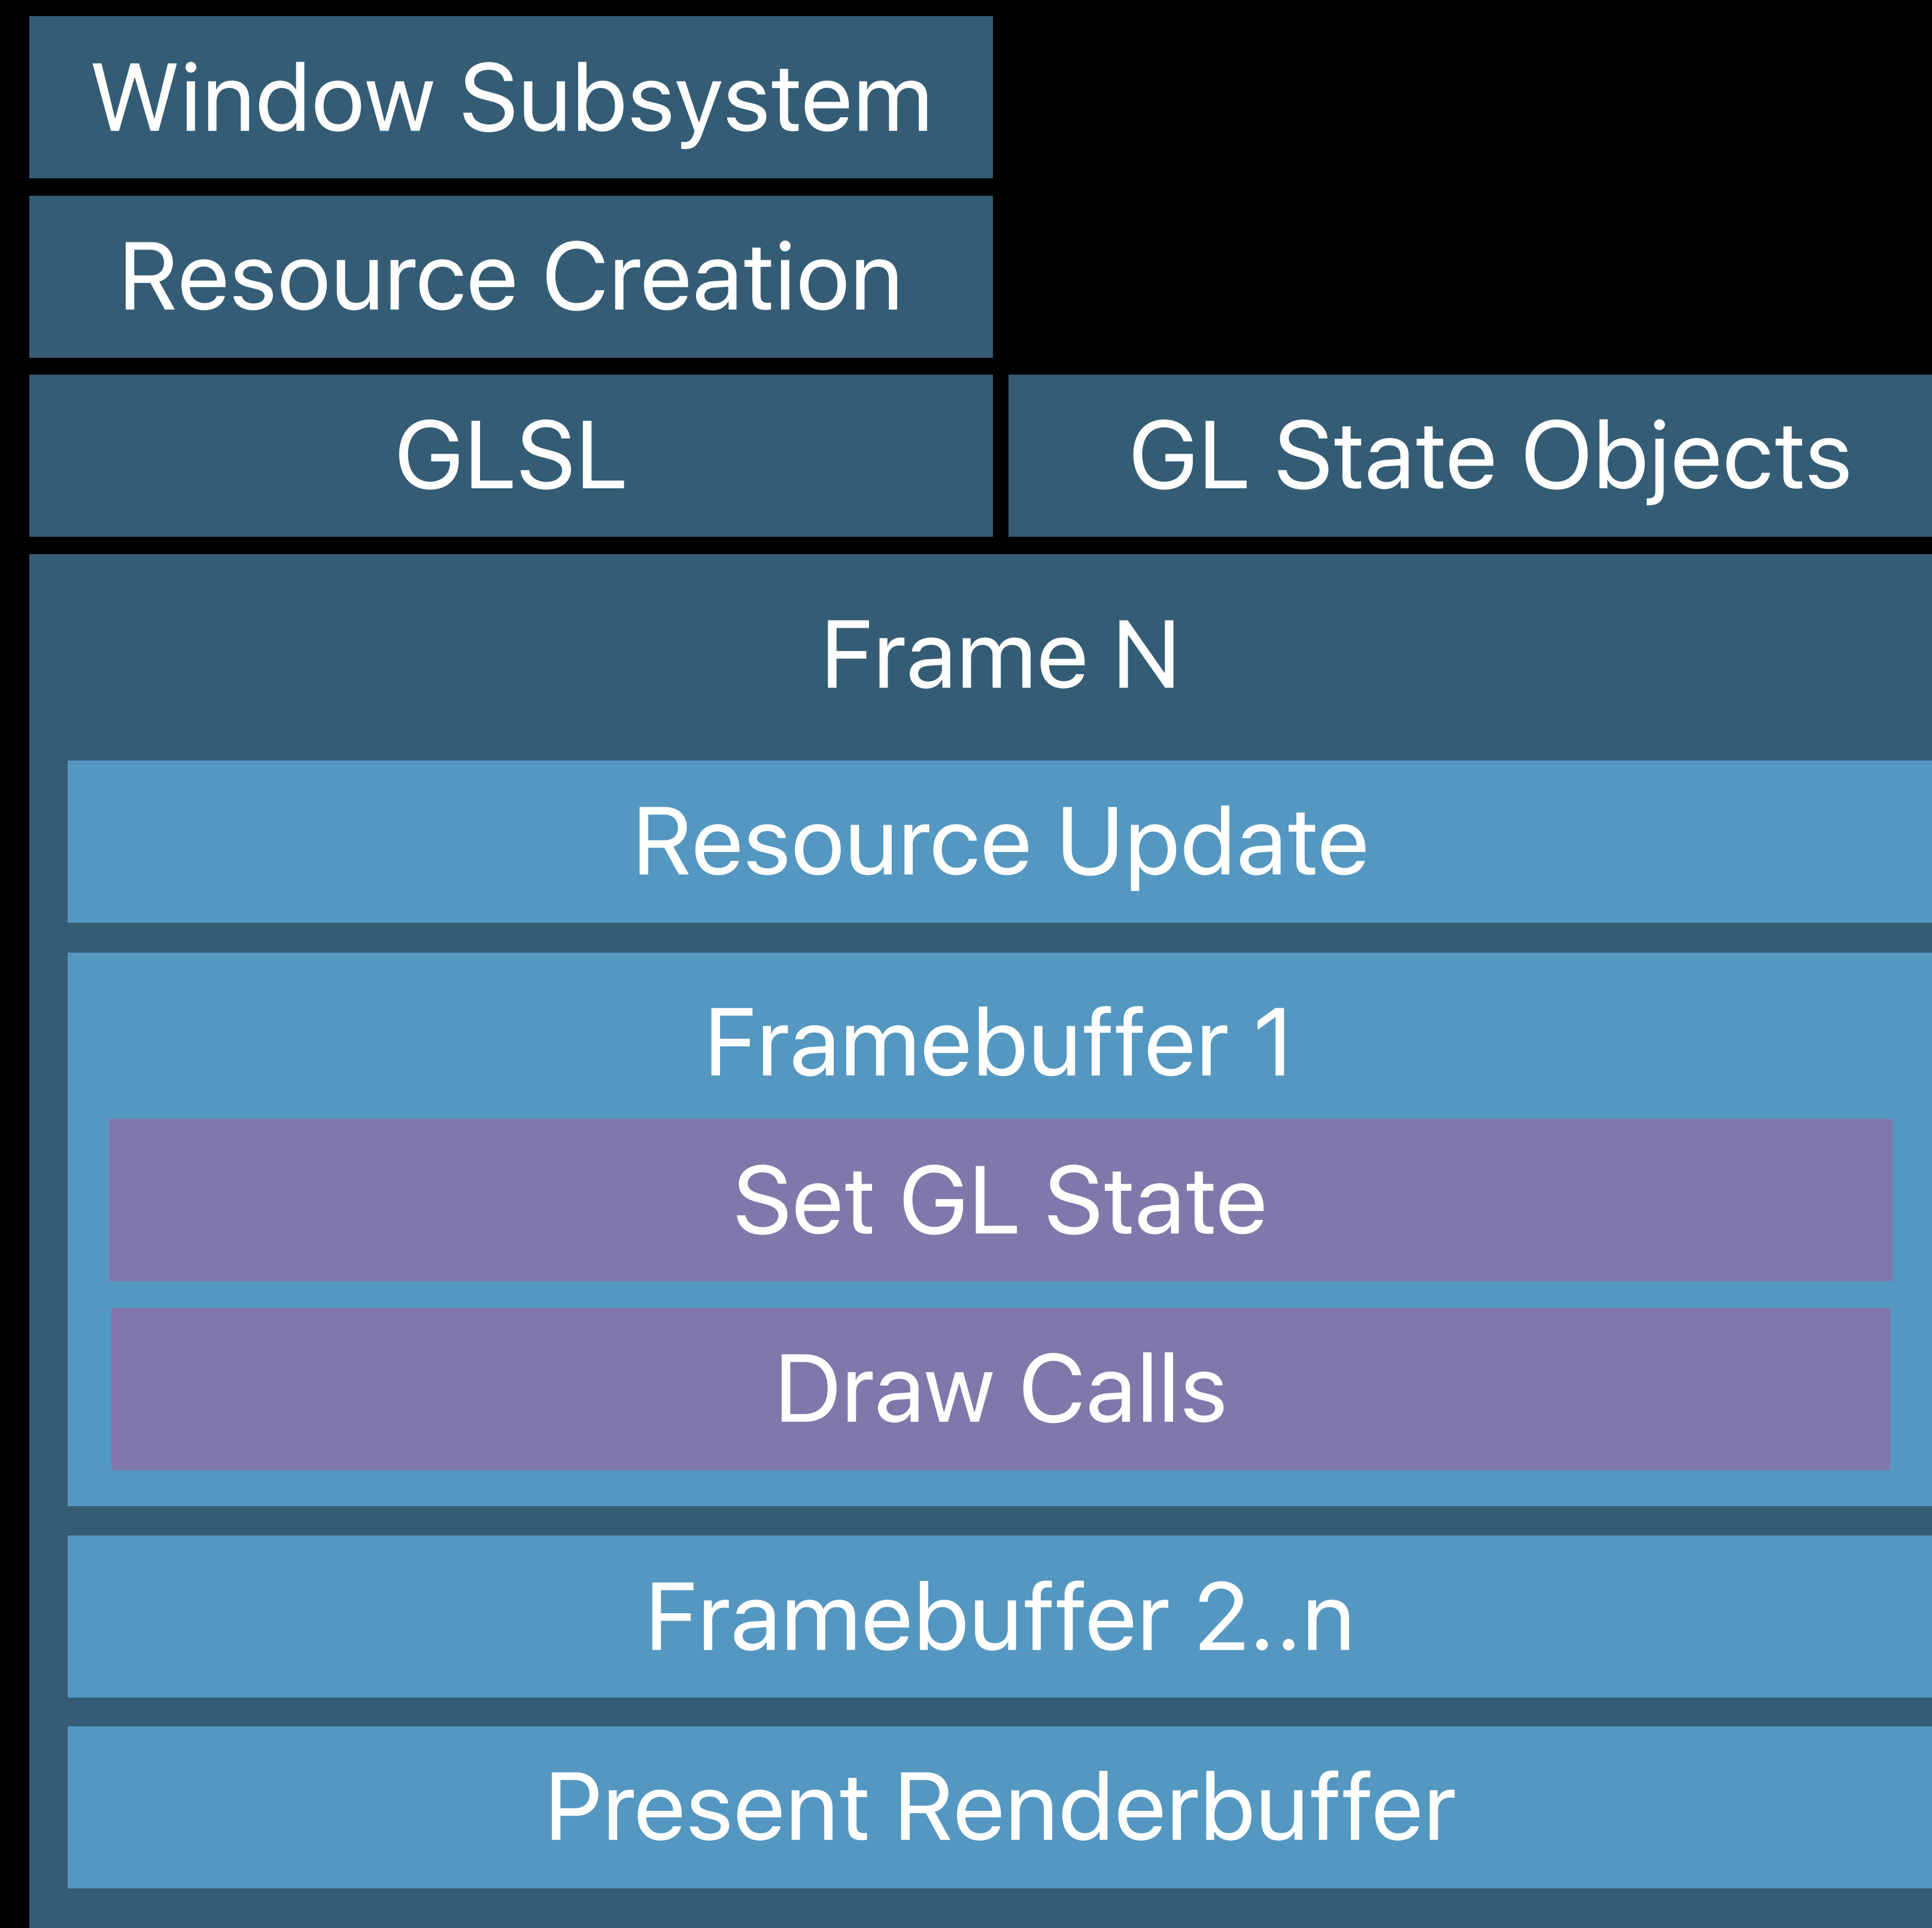 Window Subsystem
Resource Creation
GLSL
GL State Objects
Frame N
Resource Update
Framebuffer 1
Set GL State
Draw Calls
Framebuffer 2..n
Present Renderbuffer